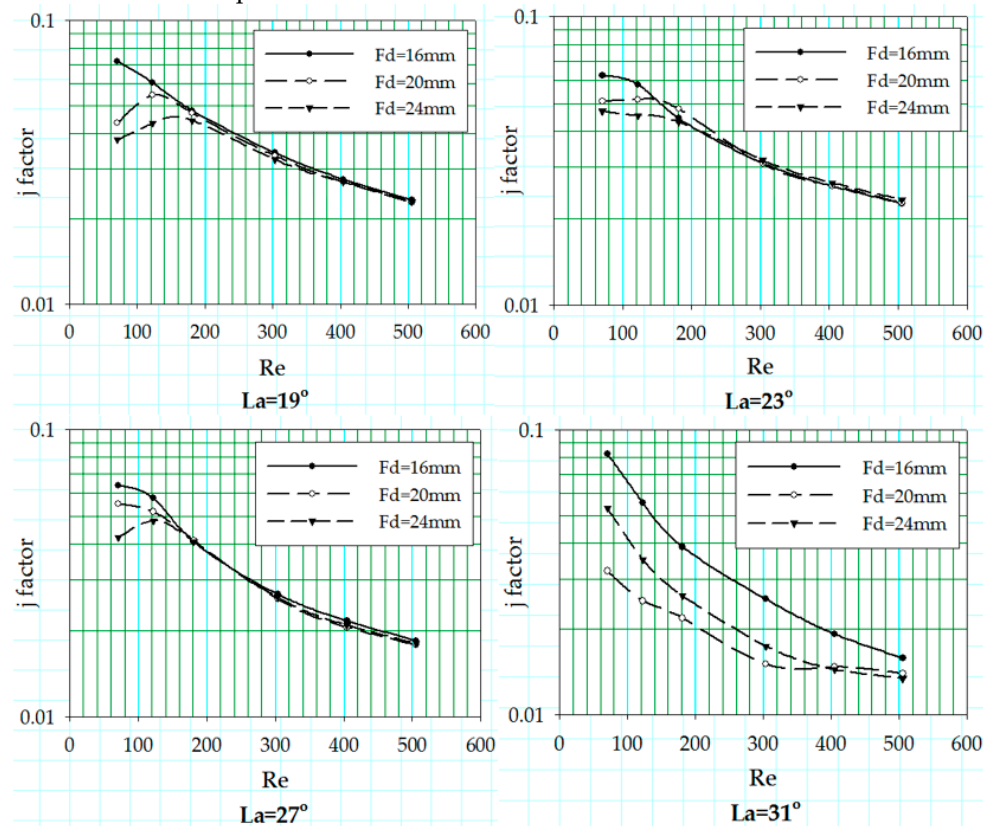 0.1
Fd=16mm
Fd=20mm
Fd=24mm
j factor
0.01
0 100 200 300 400 500 600
Re
La=19°
0.1
Fd=16mm
Fd=20mm
Fd=24mm
j factor
0.01
0 100 200 300 400 500 600
Re
La=23°
0.1
Fd=16mm
Fd=20mm
Fd=24mm
j factor
0.01
0 100 200 300 400 500 600
Re
La=27°
0.1
Fd=16mm
Fd=20mm
Fd=24mm
j factor
0.01
0 100 200 300 400 500 600
Re
La=31°